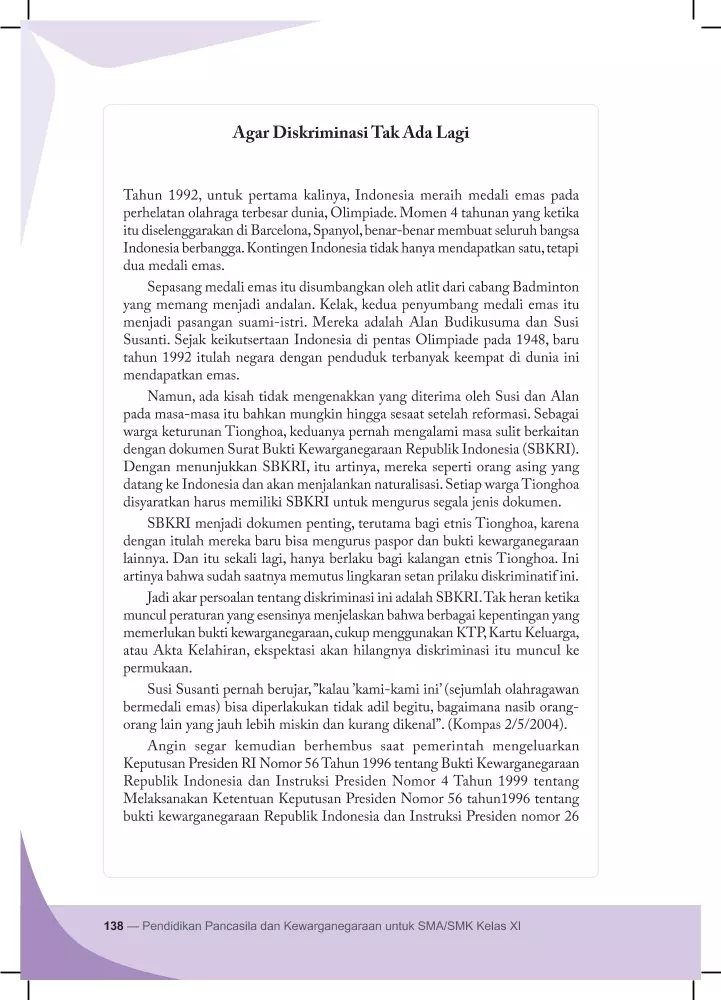 Agar Diskriminasi Tak Ada Lagi
Tahun 1992, untuk pertama kalinya, Indonesia meraih medali emas pada
perhelatan olahraga terbesar dunia, Olimpiade. Momen 4 tahunan yang ketika
itu diselenggarakan di Barcelona, Spanyol, benar-benar membuat seluruh bangsa
Indonesia berbangga. Kontingen Indonesia tidak hanya mendapatkan satu, tetapi
dua medali emas.
Sepasang medali emas itu disumbangkan oleh atlit dari cabang Badminton
yang memang menjadi andalan. Kelak, kedua penyumbang medali emas itu
menjadi pasangan suami-istri. Mereka adalah Alan Budikusuma dan Susi
Susanti. Sejak keikutsertaan Indonesia di pentas Olimpiade pada 1948, baru
tahun 1992 itulah negara dengan penduduk terbanyak keempat di dunia ini
mendapatkan emas.
Namun, ada kisah tidak mengenakkan yang diterima oleh Susi dan Alan
pada masa-masa itu bahkan mungkin hingga sesaat setelah reformasi. Sebagai
warga keturunan Tionghoa, keduanya pernah mengalami masa sulit berkaitan
dengan dokumen Surat Bukti Kewarganegaraan Republik Indonesia (SBKRI).
Dengan menunjukkan SBKRI, itu artinya, mereka seperti orang asing yang
datang ke Indonesia dan akan menjalankan naturalisasi. Setiap warga Tionghoa
disyaratkan harus memiliki SBKRI untuk mengurus segala jenis dokumen.
SBKRI menjadi dokumen penting, terutama bagi etnis Tionghoa, karena
dengan itulah mereka baru bisa mengurus paspor dan bukti kewarganegaraan
lainnya. Dan itu sekali lagi, hanya berlaku bagi kalangan etnis Tionghoa. Ini
artinya bahwa sudah saatnya memutus lingkaran setan prilaku diskriminatif ini.
Jadi akar persoalan tentang diskriminasi ini adalah SBKRI. Tak heran ketika
muncul peraturan yang esensinya menjelaskan bahwa berbagai kepentingan yang
memerlukan bukti kewarganegaraan, cukup menggunakan KTP, Kartu Keluarga,
atau Akta Kelahiran, ekspektasi akan hilangnya diskriminasi itu muncul ke
permukaan.
Susi Susanti pernah berujar, ”kalau ’kami-kami ini’ (sejumlah olahragawan
bermedali emas) bisa diperlakukan tidak adil begitu, bagaimana nasib orang-
orang lain yang jauh lebih miskin dan kurang dikenal”. (Kompas 2/5/2004).
Angin segar kemudian berhembus saat pemerintah mengeluarkan
Keputusan Presiden RI Nomor 56 Tahun 1996 tentang Bukti Kewarganegaraan
Republik Indonesia dan Instruksi Presiden Nomor 4 Tahun 1999 tentang
Melaksanakan Ketentuan Keputusan Presiden Nomor 56 tahun1996 tentang
bukti kewarganegaraan Republik Indonesia dan Instruksi Presiden nomor 26
138 — Pendidikan Pancasila dan Kewarganegaraan untuk SMA/SMK Kelas XI